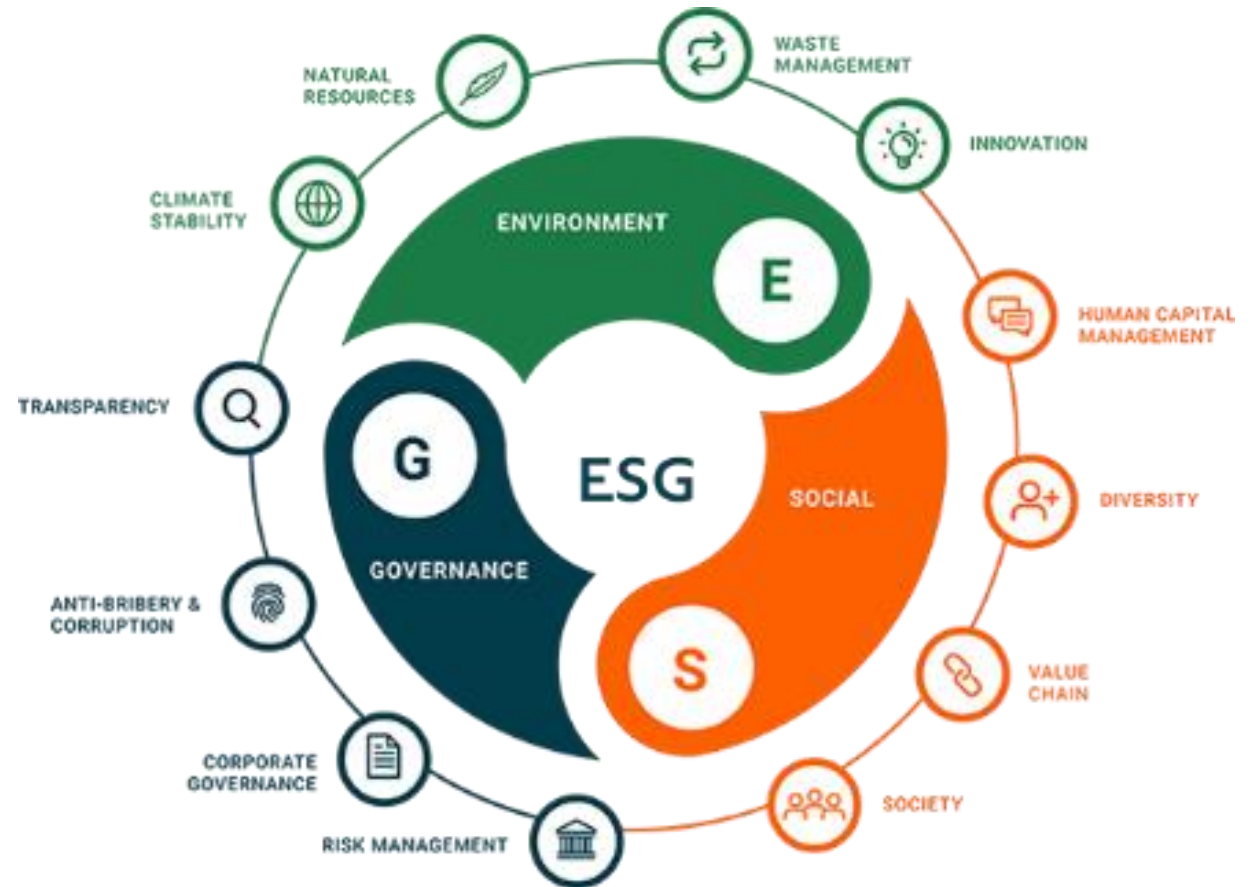 WASTE
MANAGEMENT
NATURAL
RESOURCES
INNOVATION
CLIMATE
STABILITY
ENVIRONMENT
E
HUMAN CAPITAL
MANAGEMENT
TRANSPARENCY
G
ESG
SOCIAL
DIVERSITY
GOVERNANCE
ANTI-BRIBERY &
CORRUPTION
S
VALUE
CHAIN
CORPORATE
GOVERNANCE
SOCIETY
RISK MANAGEMENT